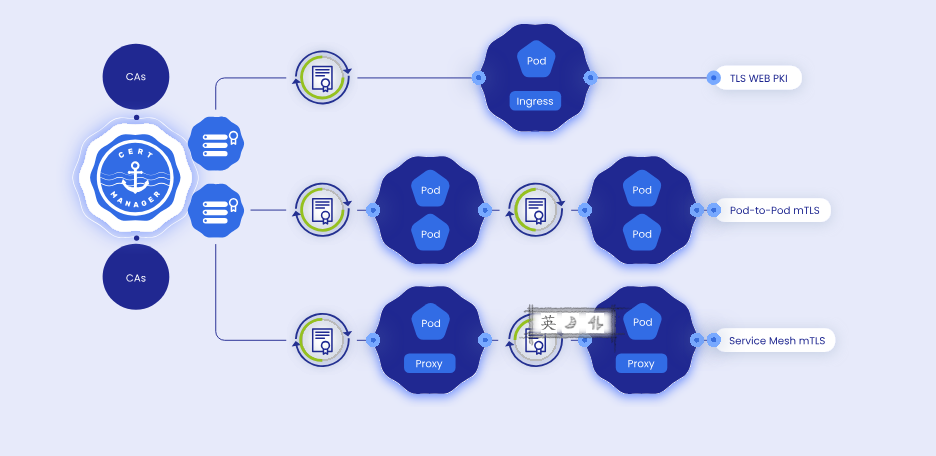 CAs
CERT
MANAGER
CAs
Pod
Ingress
TLS WEB PKI
Pod
Pod
Pod
Pod
Pod-to-Pod mTLS
Pod
Proxy
英
Pod
Proxy
Service Mesh mTLS